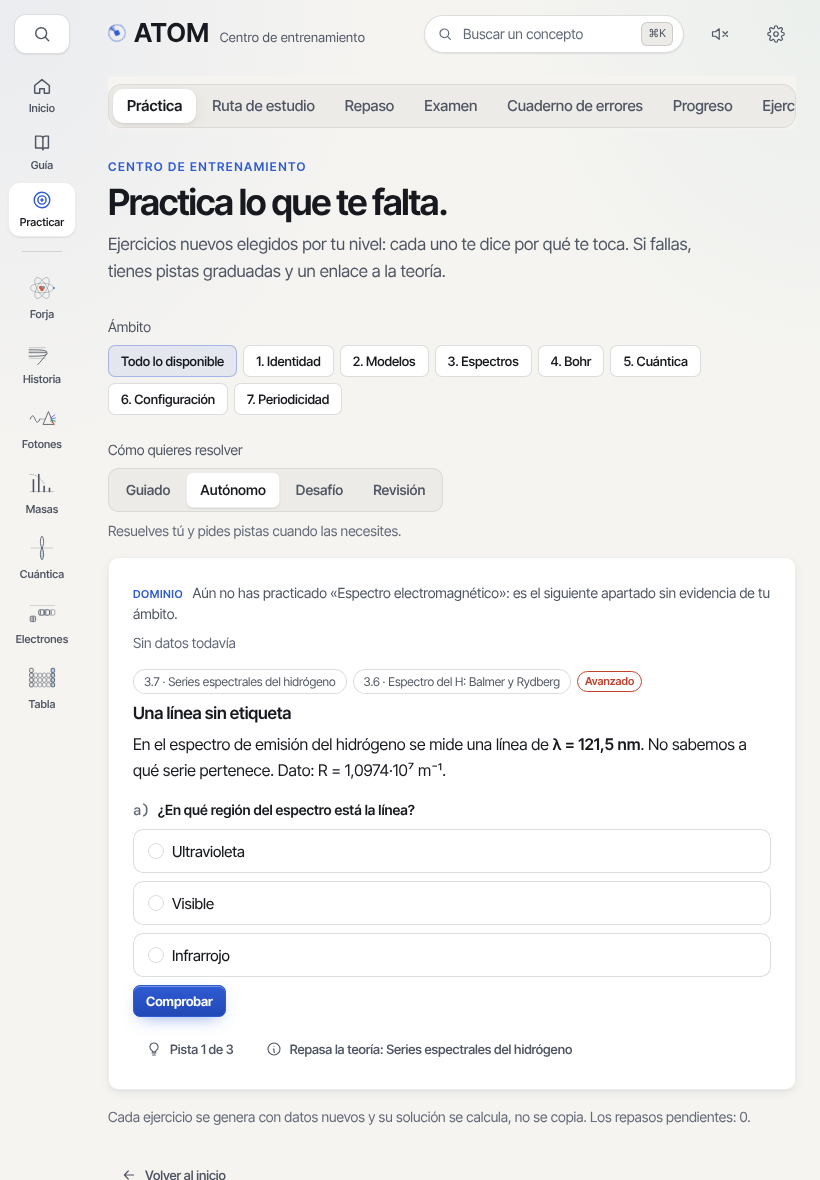 ATOM Centro de entrenamiento
Buscar un concepto
⌘K
Inicio
Guía
Practicar
Forja
Historia
Fotones
Masas
Cuántica
Electrones
Tabla
Práctica Ruta de estudio Repaso Examen Cuaderno de errores Progreso Ejerc
CENTRO DE ENTRENAMIENTO
Practica lo que te falta.
Ejercicios nuevos elegidos por tu nivel: cada uno te dice por qué te toca. Si fallas,
tienes pistas graduadas y un enlace a la teoría.
Ámbito
Todo lo disponible 1. Identidad 2. Modelos 3. Espectros 4. Bohr 5. Cuántica
6. Configuración 7. Periodicidad
Cómo quieres resolver
Guiado Autónomo Desafío Revisión
Resuelves tú y pides pistas cuando las necesites.
DOMINIO Aún no has practicado «Espectro electromagnético»: es el siguiente apartado sin evidencia de tu
ámbito.
Sin datos todavía
3.7 · Series espectrales del hidrógeno 3.6 · Espectro del H: Balmer y Rydberg Avanzado
Una línea sin etiqueta
En el espectro de emisión del hidrógeno se mide una línea de λ = 121,5 nm. No sabemos a
qué serie pertenece. Dato: R = 1,0974·10⁷ m⁻¹.
a) ¿En qué región del espectro está la línea?
Ultravioleta
Visible
Infrarrojo
Comprobar
Pista 1 de 3 Repasa la teoría: Series espectrales del hidrógeno
Cada ejercicio se genera con datos nuevos y su solución se calcula, no se copia. Los repasos pendientes: 0.
Volver al inicio